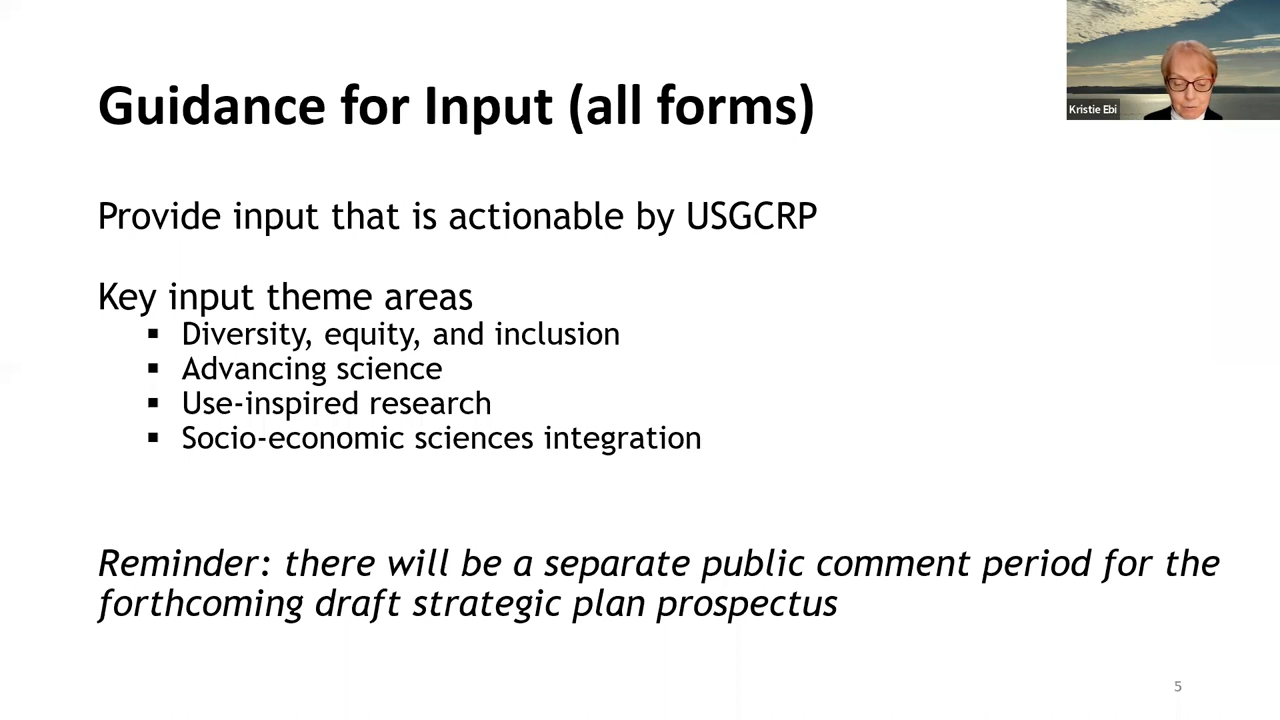 Guidance for Input (all forms)
Kristie Ebi
Provide input that is actionable by USGCRP
Key input theme areas
▪ Diversity, equity, and inclusion
▪ Advancing science
▪ Use-inspired research
▪ Socio-economic sciences integration
Reminder: there will be a separate public comment period for the
forthcoming draft strategic plan prospectus
5